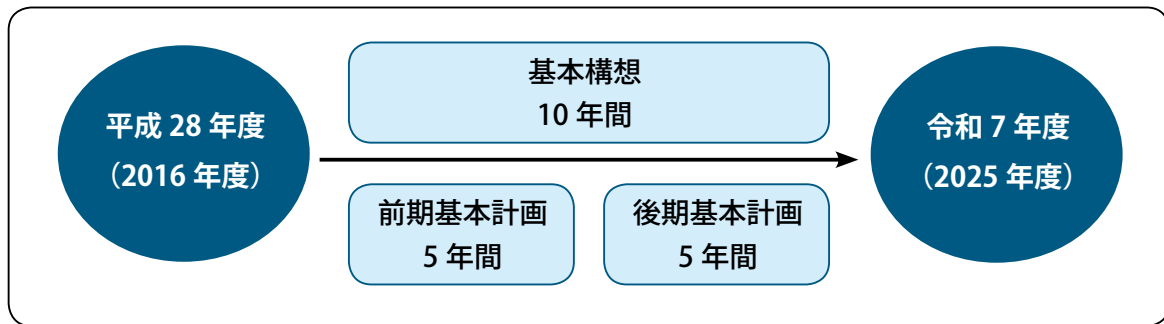 平成 28 年度
（2016 年度）
基本構想
10 年間
前期基本計画
5 年間
後期基本計画
5 年間
令和 7 年度
（2025 年度）